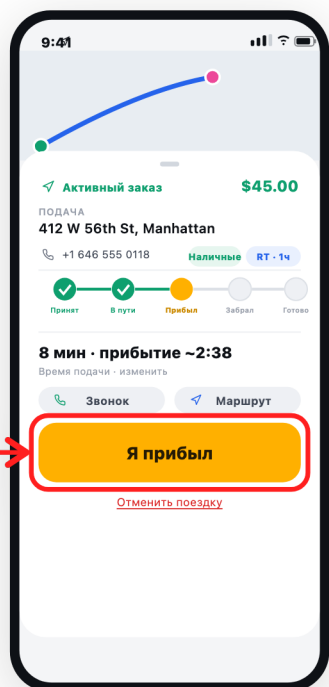 9:41
Активный заказ $45.00
ПОДАЧА
412 W 56th St, Manhattan
+1 646 555 0118 Наличные RT · 1ч
Принят В пути Прибыл Забрал Готово
8 мин · прибытие ~2:38
Время подачи · изменить
Звонок Маршрут
Я прибыл
Отменить поездку